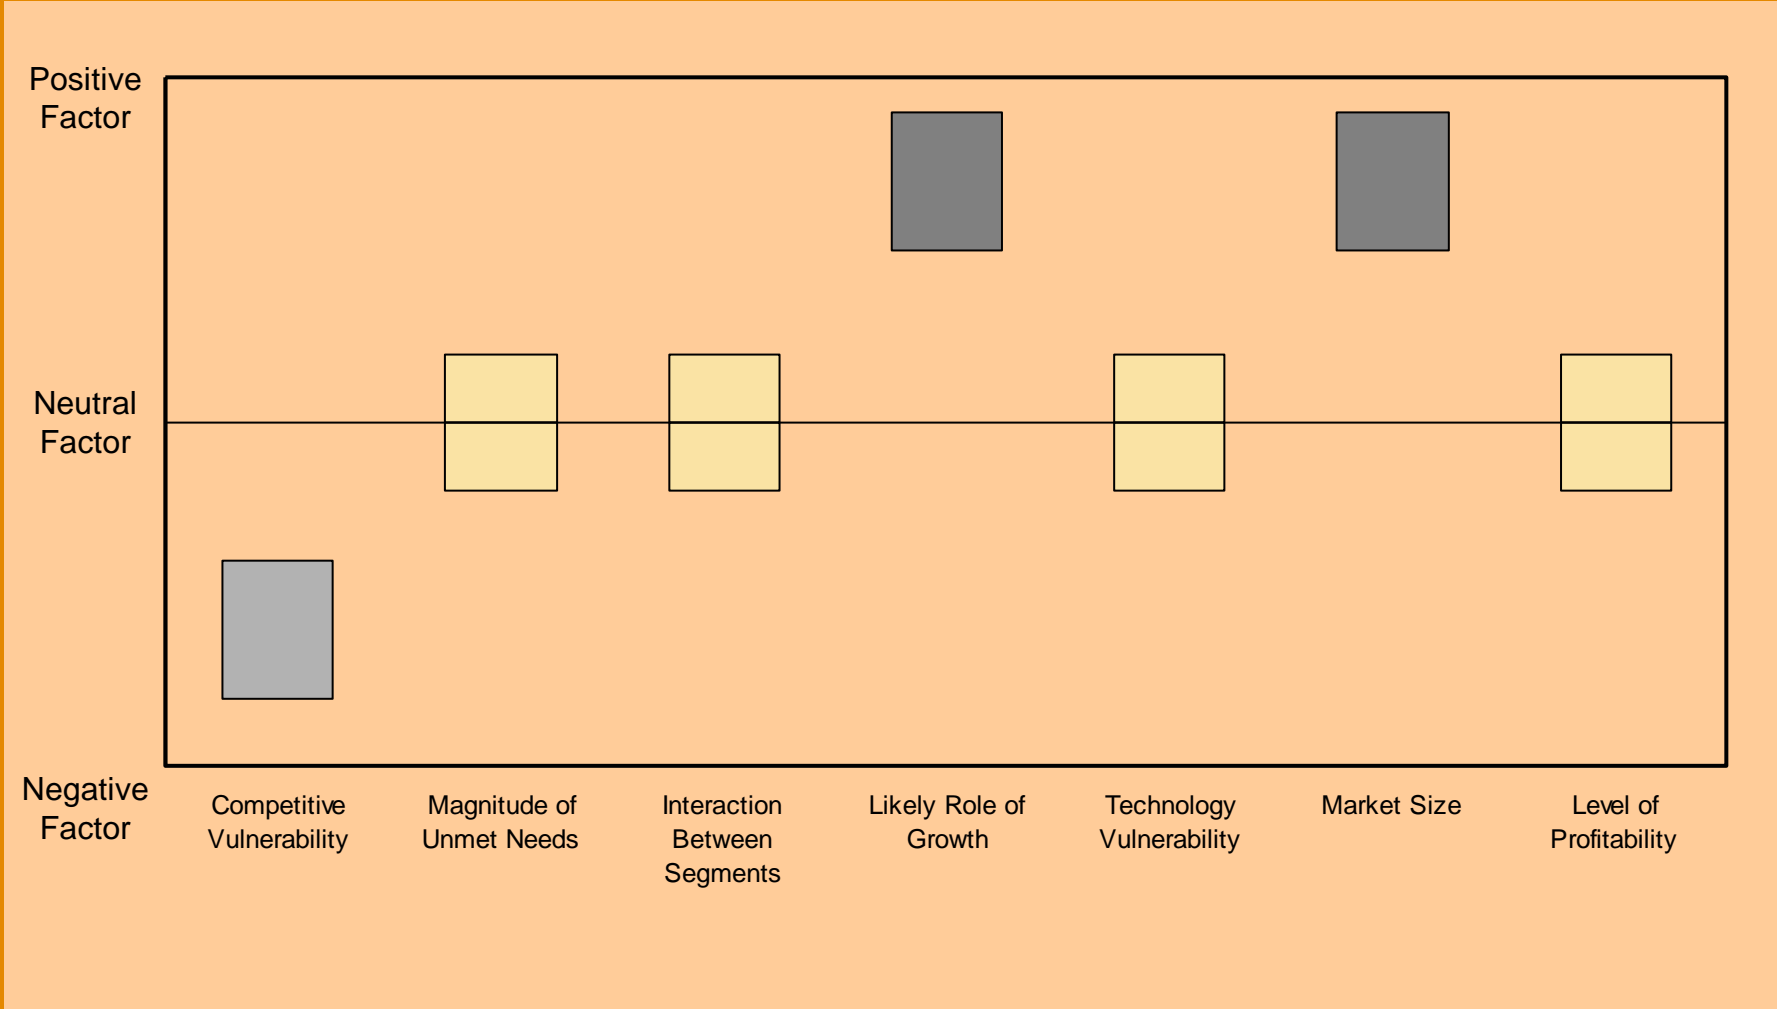 Positive
Factor
Neutral
Factor
Negative
Factor
Competitive
Vulnerability
Magnitude of
Unmet Needs
Interaction
Between
Segments
Likely Role of
Growth
Technology
Vulnerability
Market Size
Level of
Profitability